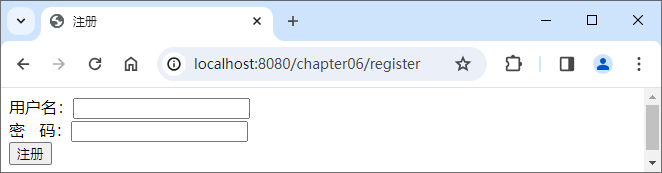 注册
localhost:8080/chapter06/register
用户名：
密　码：
注册